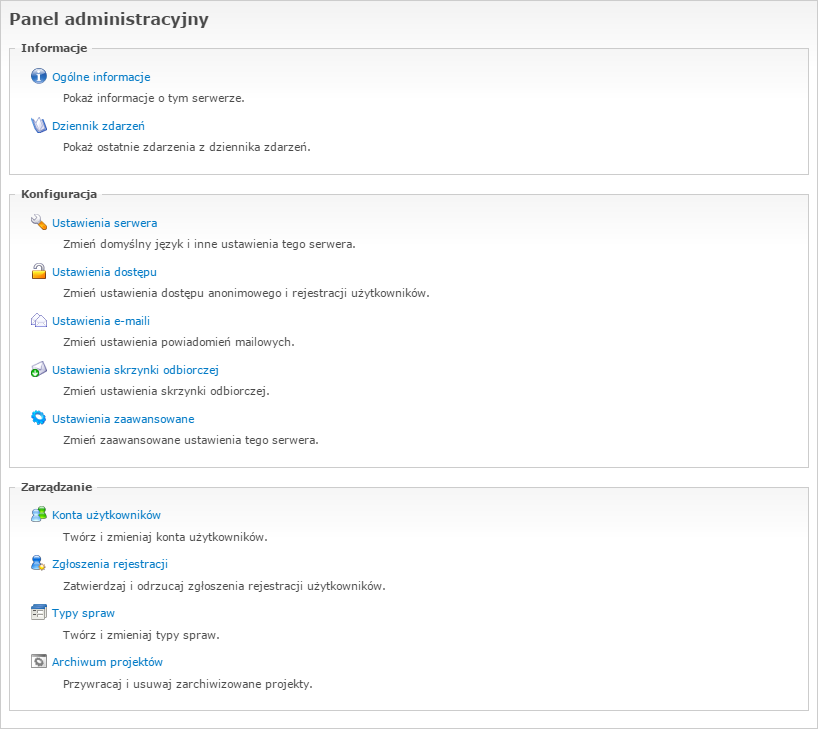 Panel administracyjny
Informacje
Ogólne informacje
Pokaż informacje o tym serwerze.
Dziennik zdarzeń
Pokaż ostatnie zdarzenia z dziennika zdarzeń.
Konfiguracja
Ustawienia serwera
Zmień domyślny język i inne ustawienia tego serwera.
Ustawienia dostępu
Zmień ustawienia dostępu anonimowego i rejestracji użytkowników.
Ustawienia e-maili
Zmień ustawienia powiadomień mailowych.
Ustawienia skrzynki odbiorczej
Zmień ustawienia skrzynki odbiorczej.
Ustawienia zaawansowane
Zmień zaawansowane ustawienia tego serwera.
Zarządzanie
Konta użytkowników
Twórz i zmieniaj konta użytkowników.
Zgłoszenia rejestracji
Zatwierdzaj i odrzucaj zgłoszenia rejestracji użytkowników.
Typy spraw
Twórz i zmieniaj typy spraw.
Archiwum projektów
Przywracaj i usuwaj zarchiwizowane projekty.